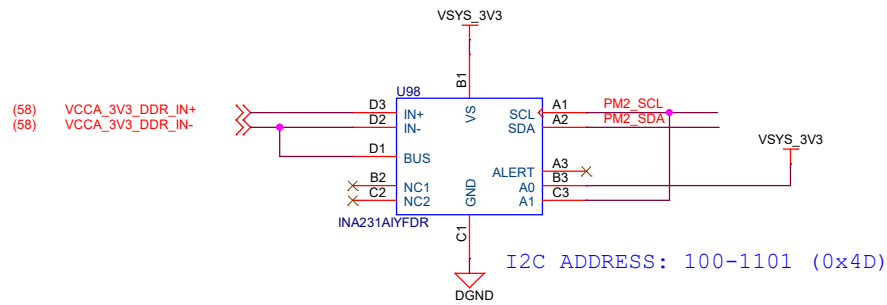 VSYS_3V3
B1
U98
(58) VCCA_3V3_DDR_IN+ D3 IN+ VS SCL A1 PM2_SCL
(58) VCCA_3V3_DDR_IN- D2 IN- SDA A2 PM2_SDA
VSYS_3V3
D1 BUS
ALERT A3
B2 NC1 GND A0 B3
C2 NC2 A1 C3
INA231AIYFDR
C1
I2C ADDRESS: 100-1101 (0x4D)
DGND